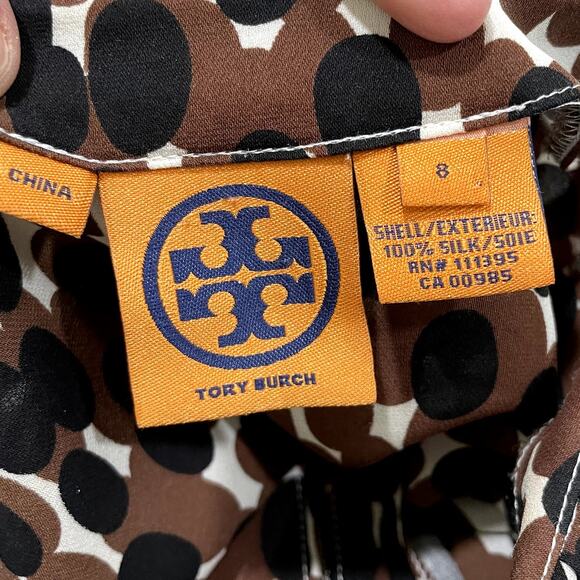 CHINA
TORY BURCH
8
SHELL/EXTERIEUR:
100% SILK/SOIE
RN# 111395
CA 00985